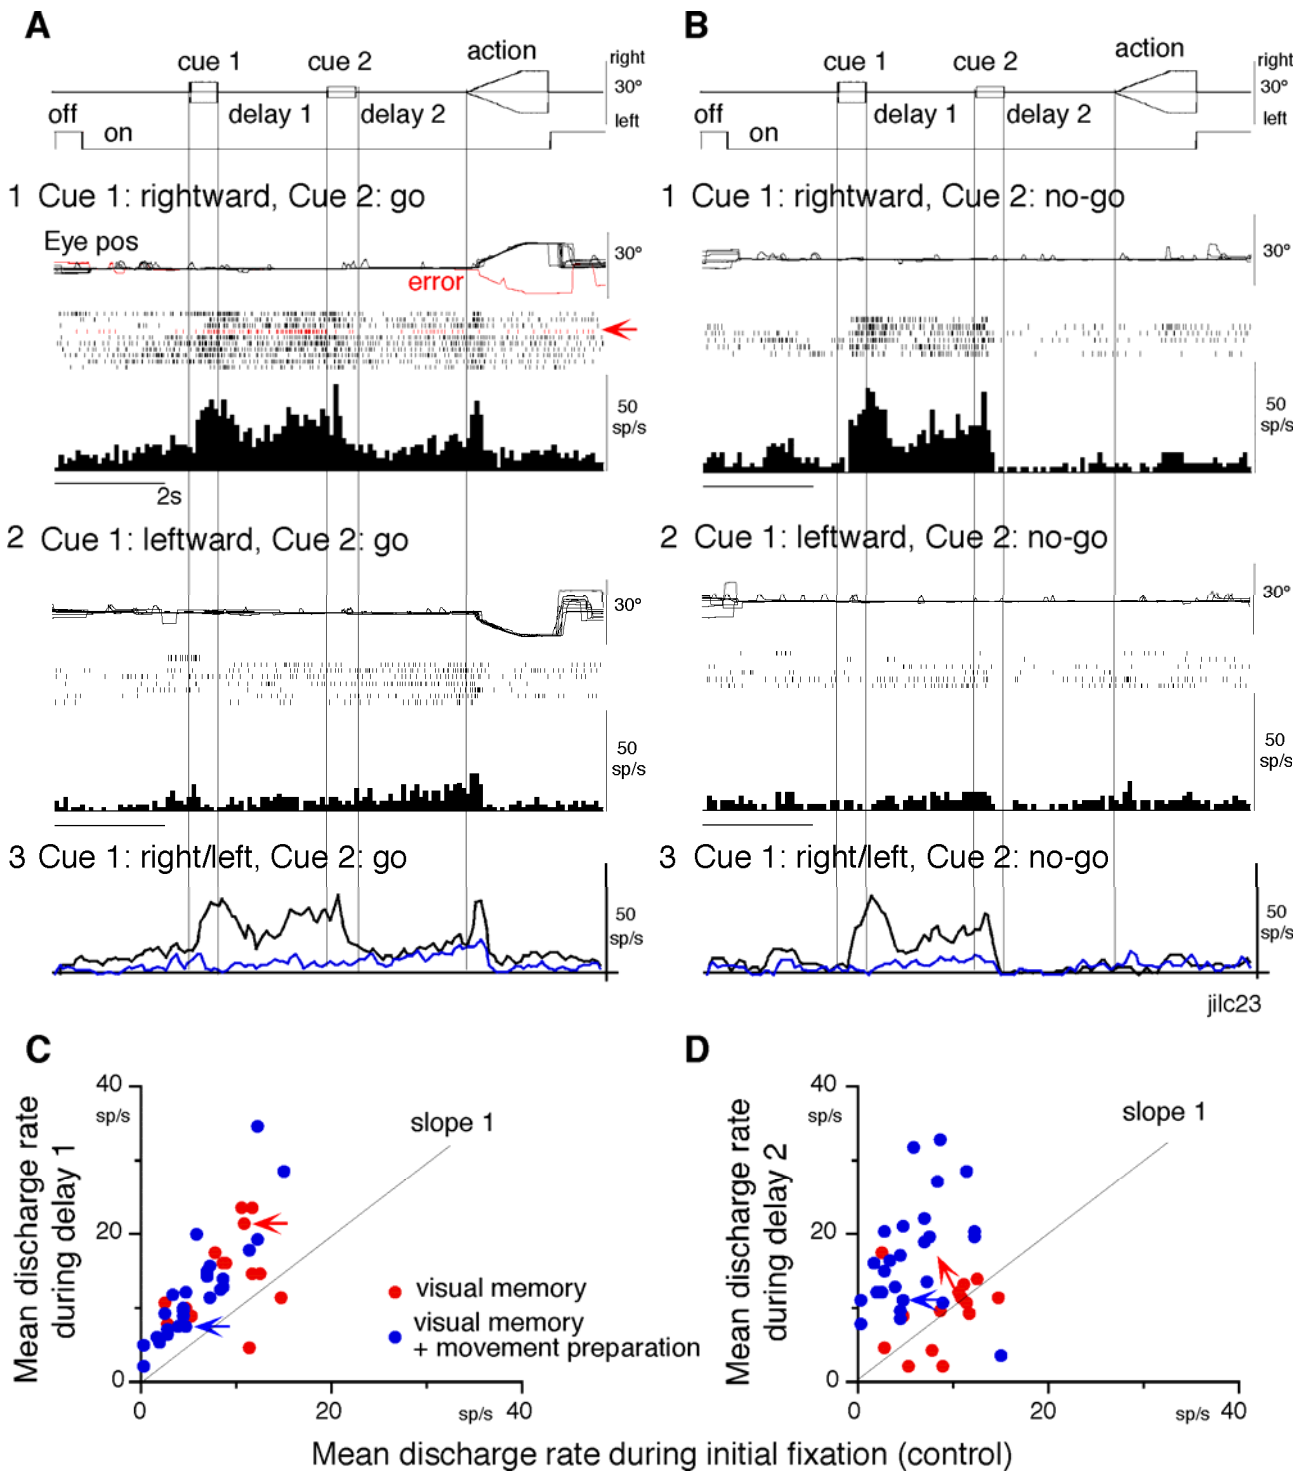 A
cue 1
cue 2
action
right
30º
left
off
on
delay 1
delay 2
1 Cue 1: rightward, Cue 2: go
Eye pos
30º
error
50
sp/s
2s
2 Cue 1: leftward, Cue 2: go
30º
50
sp/s
3 Cue 1: right/left, Cue 2: go
50
sp/s
B
cue 1
cue 2
action
right
30º
left
off
on
delay 1
delay 2
1 Cue 1: rightward, Cue 2: no-go
30º
50
sp/s
2 Cue 1: leftward, Cue 2: no-go
30º
50
sp/s
3 Cue 1: right/left, Cue 2: no-go
50
sp/s
jilc23
C
Mean discharge rate
during delay 1
40
sp/s
20
0
slope 1
visual memory
visual memory
+ movement preparation
0
20
sp/s
40
D
Mean discharge rate
during delay 2
40
sp/s
20
0
slope 1
0
20
sp/s
40
Mean discharge rate during initial fixation (control)